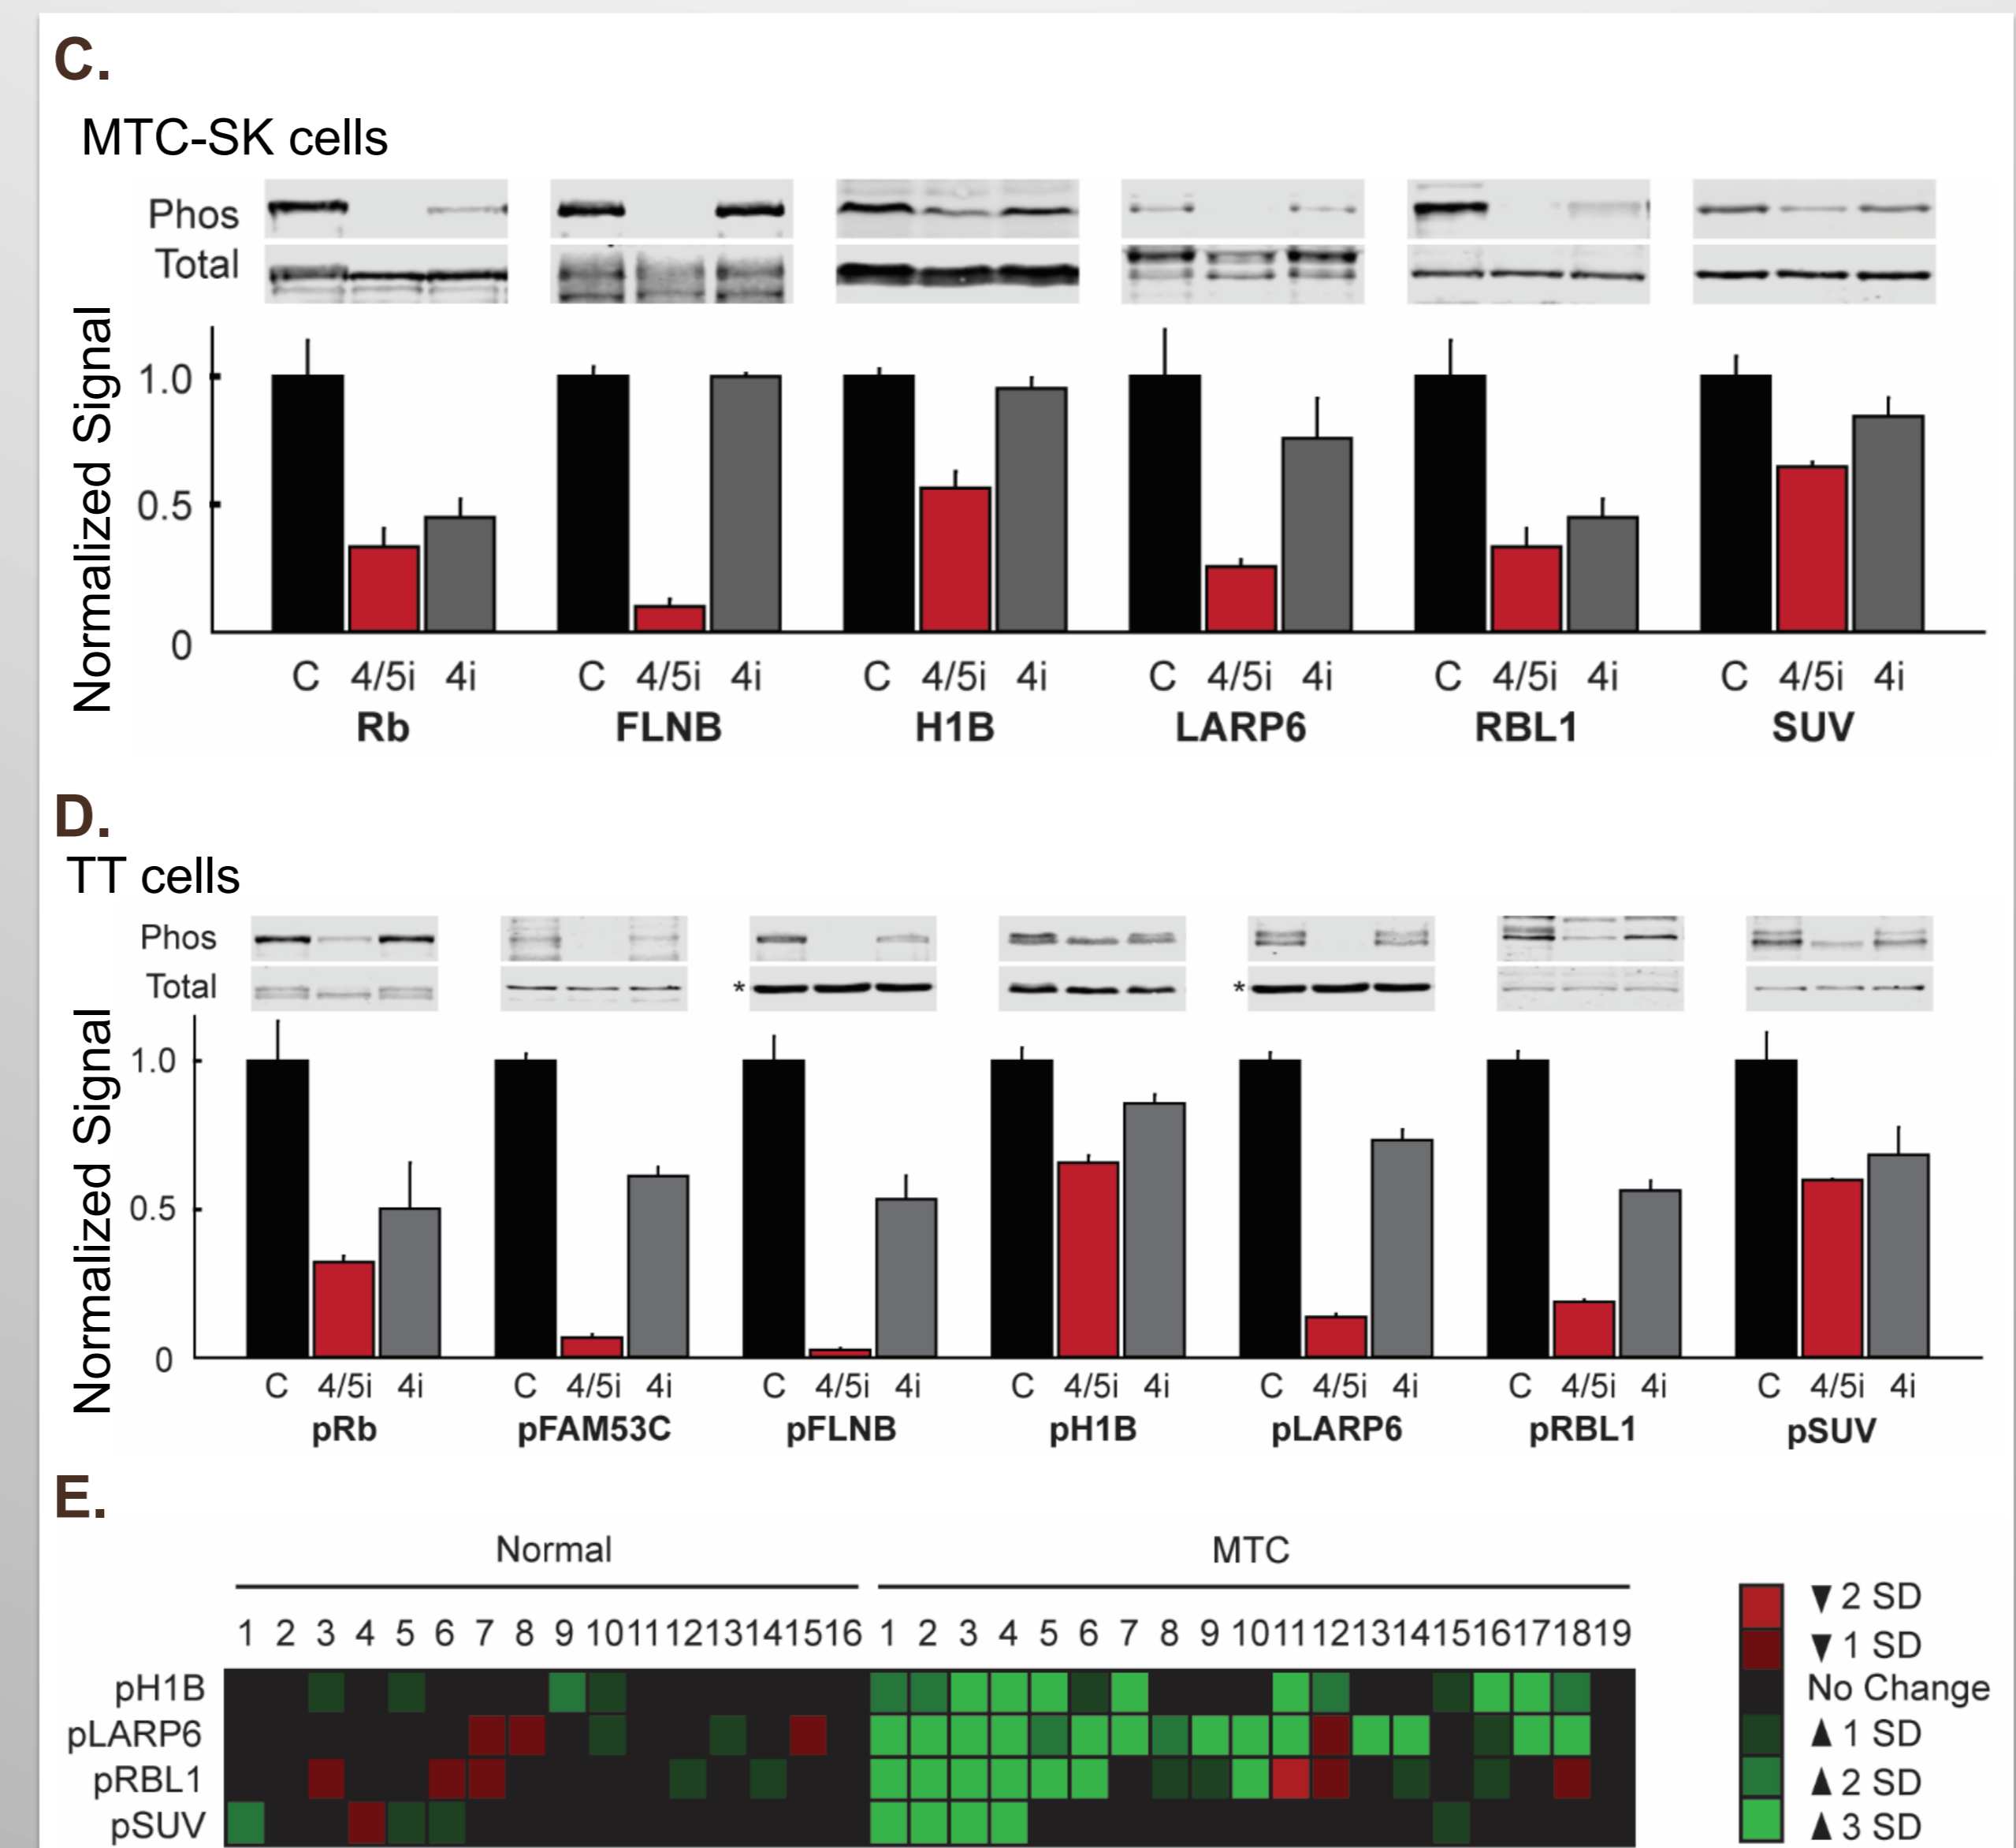 C.
MTC-SK cells
Phos
Total
Normalized Signal
1.0
0.5
0
C 4/5i 4i C 4/5i 4i C 4/5i 4i C 4/5i 4i C 4/5i 4i C 4/5i 4i
Rb FLNB H1B LARP6 RBL1 SUV
D.
TT cells
Phos
Total * *
Normalized Signal
1.0
0.5
0
C 4/5i 4i C 4/5i 4i C 4/5i 4i C 4/5i 4i C 4/5i 4i C 4/5i 4i C 4/5i 4i
pRb pFAM53C pFLNB pH1B pLARP6 pRBL1 pSUV
E.
Normal MTC
1 2 3 4 5 6 7 8 9 10 11 12 13 14 15 16 1 2 3 4 5 6 7 8 9 10 11 12 13 14 15 16 17 18 19
pH1B
pLARP6
pRBL1
pSUV
▼ 2 SD
▼ 1 SD
No Change
▲ 1 SD
▲ 2 SD
▲ 3 SD